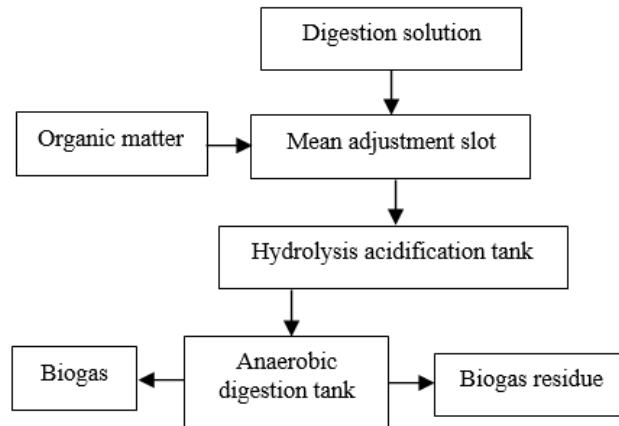 Digestion solution
Organic matter
Mean adjustment slot
Hydrolysis acidification tank
Biogas
Anaerobic
digestion tank
Biogas residue